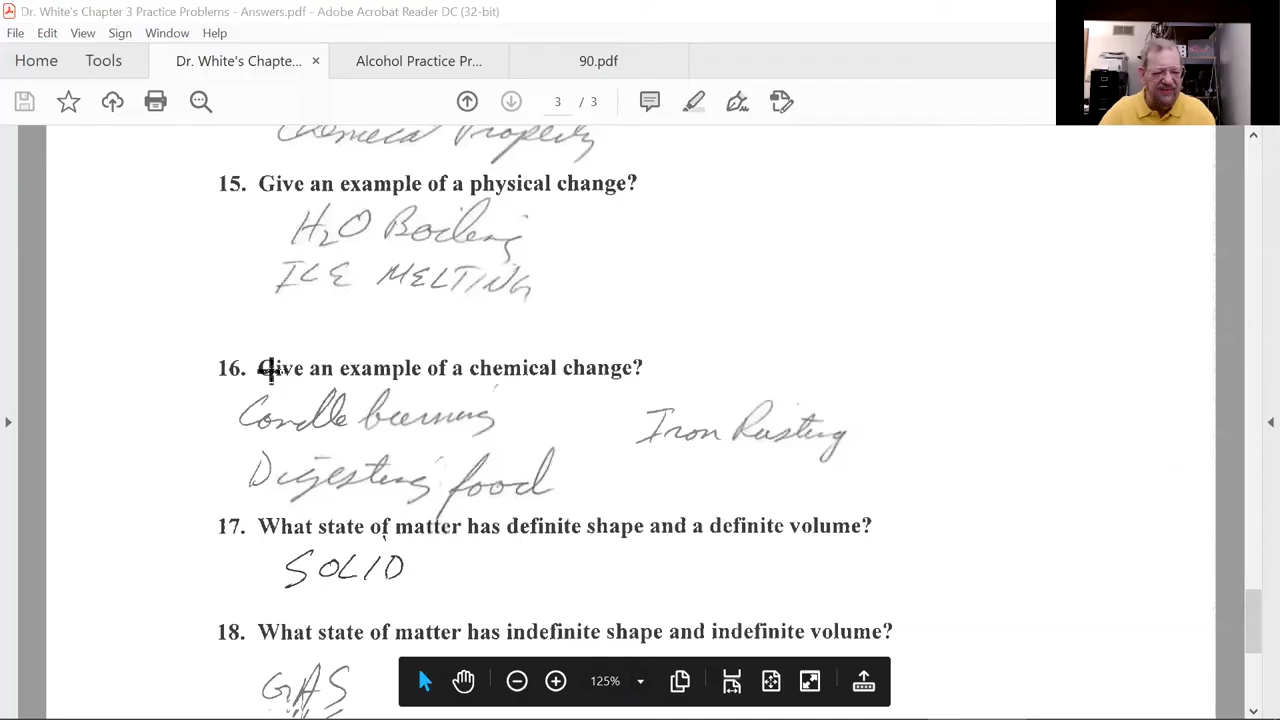 Dr. White's Chapter 3 Practice Problems - Answers.pdf - Adobe Acrobat Reader DC (32-bit)
File Edit View Sign Window Help
Home Tools Dr. White's Chapte... × Alcohol Practice Pr... 90.pdf
3 / 3
Chemical Property
15. Give an example of a physical change?
H2O Boiling
ICE MELTING
16. Give an example of a chemical change?
Candle burning Iron Rusting
Digesting food
17. What state of matter has definite shape and a definite volume?
SOLID
18. What state of matter has indefinite shape and indefinite volume?
GAS
125%